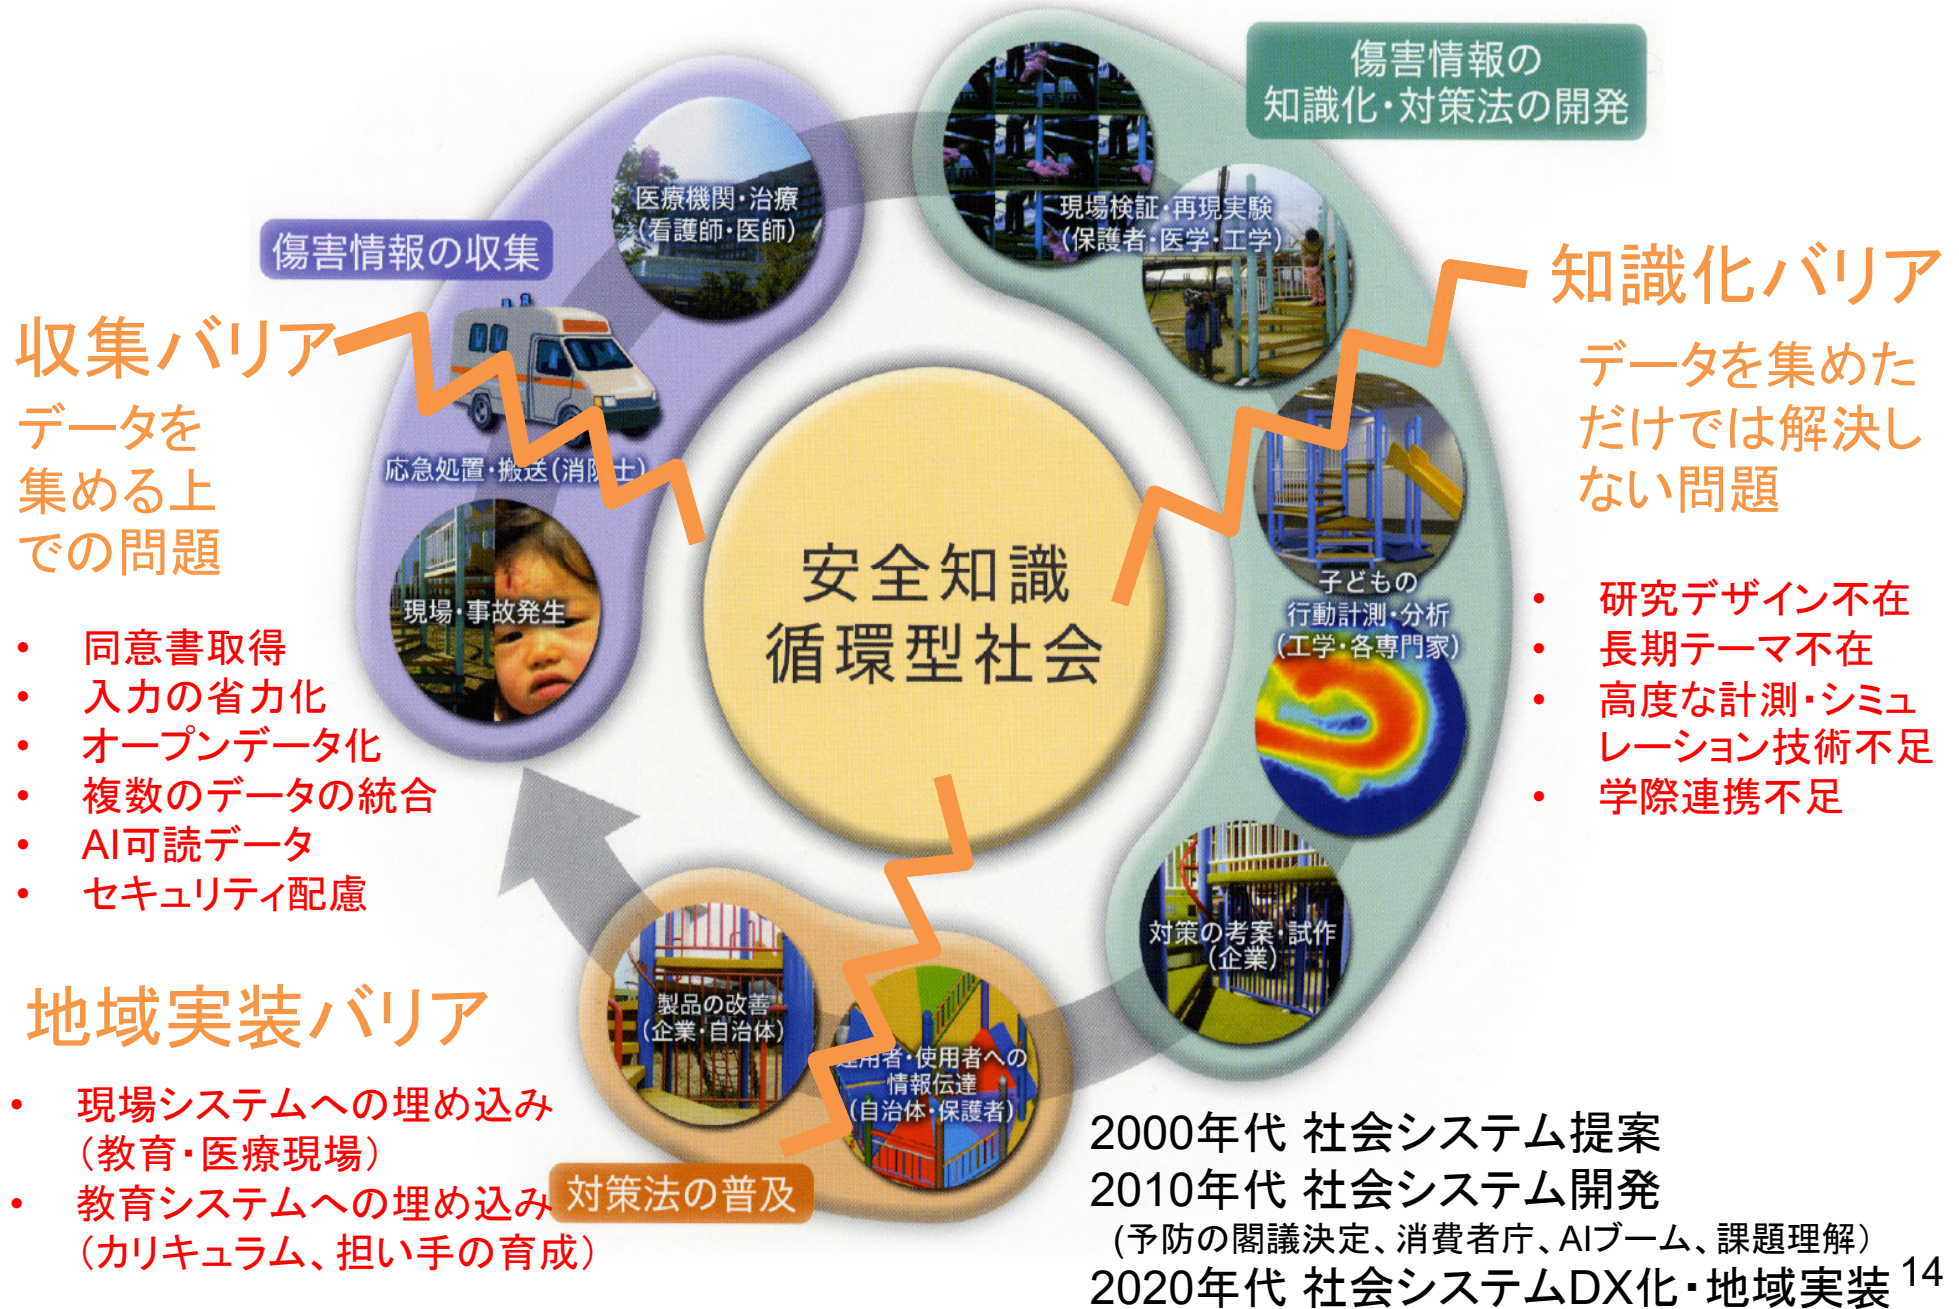 傷害情報の
知識化・対策法の開発
医療機関・治療
(看護師・医師)
現場検証・再現実験
(保護者・医学・工学)
傷害情報の収集
知識化バリア
収集バリア
データを
集める上
での問題
データを集めた
だけでは解決し
ない問題
応急処置・搬送(消防士)
安全知識
循環型社会
現場・事故発生
子どもの
行動計測・分析
(工学・各専門家)
• 同意書取得
• 入力の省力化
• オープンデータ化
• 複数のデータの統合
• AI可読データ
• セキュリティ配慮
• 研究デザイン不在
• 長期テーマ不在
• 高度な計測・シミュ
レーション技術不足
• 学際連携不足
対策の考案・試作
(企業)
地域実装バリア
製品の改善
(企業・自治体)
運用者・使用者への
情報伝達
(自治体・保護者)
• 現場システムへの埋め込み
(教育・医療現場)
• 教育システムへの埋め込み
(カリキュラム、担い手の育成)
対策法の普及
2000年代 社会システム提案
2010年代 社会システム開発
(予防の閣議決定、消費者庁、AIブーム、課題理解)
2020年代 社会システムDX化・地域実装
14